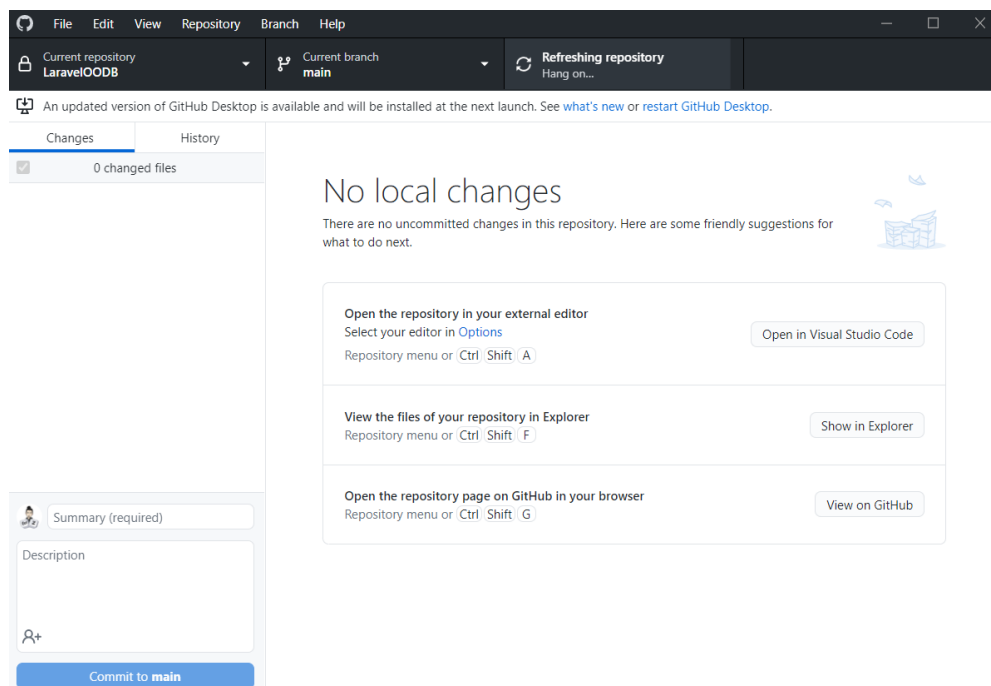 File Edit View Repository Branch Help
Current repository
LaravelOODB
Current branch
main
Refreshing repository
Hang on...
An updated version of GitHub Desktop is available and will be installed at the next launch. See what's new or restart GitHub Desktop.
Changes History
0 changed files
No local changes
There are no uncommitted changes in this repository. Here are some friendly suggestions for
what to do next.
Open the repository in your external editor
Select your editor in Options
Repository menu or Ctrl Shift A
Open in Visual Studio Code
View the files of your repository in Explorer
Repository menu or Ctrl Shift F
Show in Explorer
Open the repository page on GitHub in your browser
Repository menu or Ctrl Shift G
View on GitHub
Summary (required)
Description
Commit to main